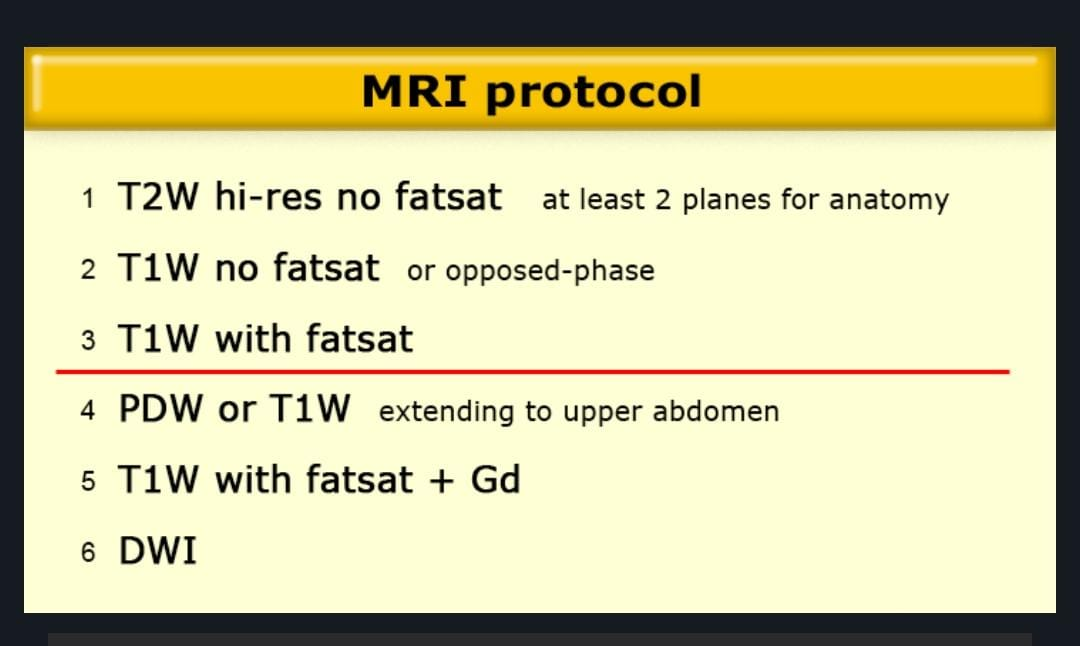 MRI protocol
1 T2W hi-res no fatsat at least 2 planes for anatomy
2 T1W no fatsat or opposed-phase
3 T1W with fatsat
4 PDW or T1W extending to upper abdomen
5 T1W with fatsat + Gd
6 DWI